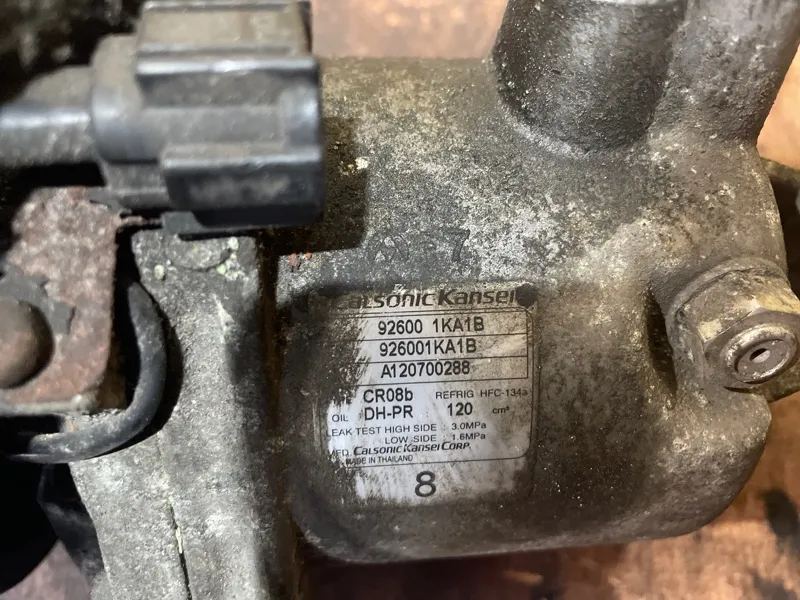 Calsonic Kansei
92600 1KA1B
926001KA1B
A120700288
CR08b REFRIG HFC-134a
OIL DH-PR 120 cm³
LEAK TEST HIGH SIDE : 3.0MPa
LOW SIDE : 1.6MPa
MFD. Calsonic Kansei Corp.
MADE IN THAILAND
8